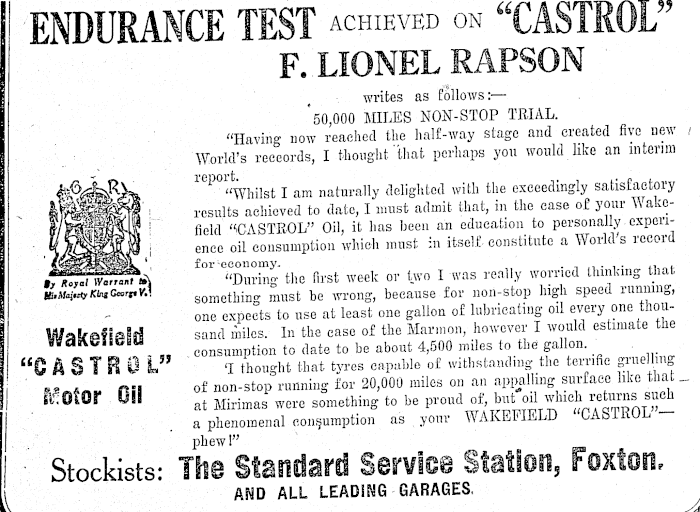 ENDURANCE TEST ACHIEVED ON "CASTROL"
F. LIONEL RAPSON
writes as follows:—
50,000 MILES NON-STOP TRIAL.
"Having now reached the half-way stage and created five new
World's reccords, I thought that perhaps you would like an interim
report.
"Whilst I am naturally delighted with the exceedingly satisfactory
results achieved to date, I must admit that, in the case of your Wake-
field "CASTROL" Oil, it has been an education to personally experi-
ence oil consumption which must in itself constitute a World's record
for economy.
"During the first week or two I was really worried thinking that
something must be wrong, because for non-stop high speed running,
one expects to use at least one gallon of lubricating oil every one thou-
sand miles. In the case of the Marmon, however I would estimate the
consumption to date to be about 4,500 miles to the gallon.
'I thought that tyres capable of withstanding the terrific gruelling
of non-stop running for 20,000 miles on an appalling surface like that
at Mirimas were something to be proud of, but oil which returns such
a phenomenal consumption as your WAKEFIELD "CASTROL"—
phew!"
G R
By Royal Warrant to
His Majesty King George V.
Wakefield
"CASTROL"
Motor Oil
Stockists: The Standard Service Station, Foxton.
AND ALL LEADING GARAGES.